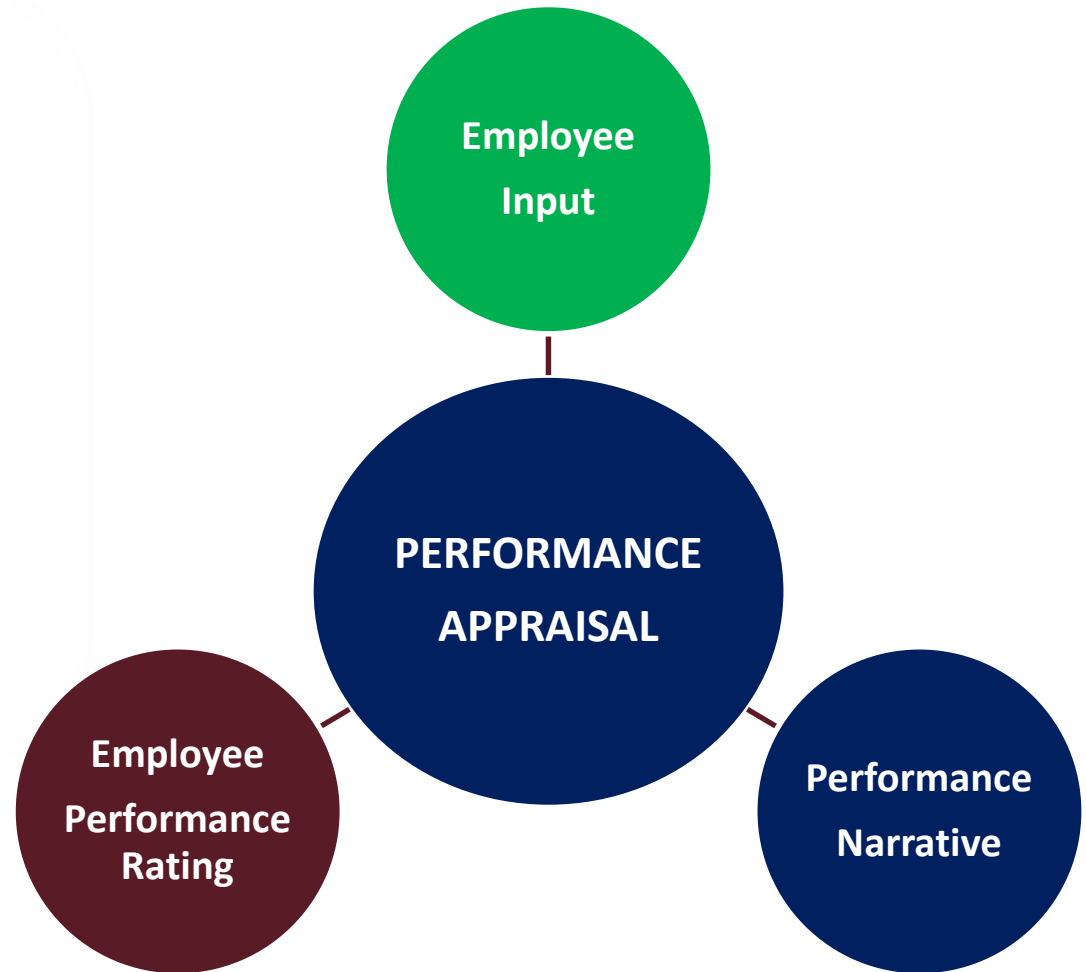 Employee
Input
PERFORMANCE
APPRAISAL
Employee
Performance
Rating
Performance
Narrative